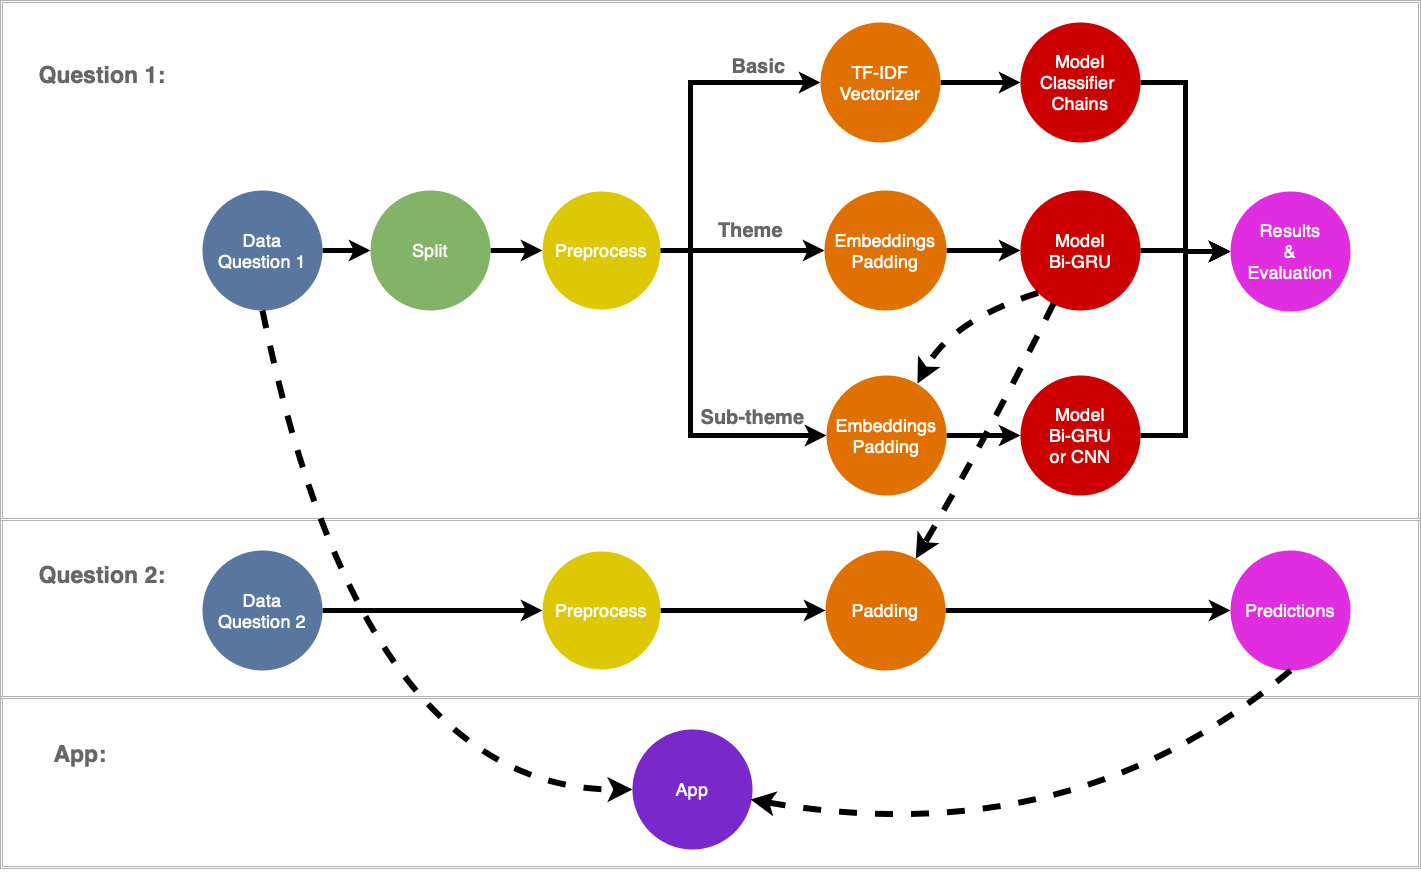 Question 1:
Basic
TF-IDF
Vectorizer
Model
Classifier
Chains
Data
Question 1
Split
Preprocess
Theme
Embeddings
Padding
Model
Bi-GRU
Results
&
Evaluation
Sub-theme
Embeddings
Padding
Model
Bi-GRU
or CNN
Question 2:
Data
Question 2
Preprocess
Padding
Predictions
App:
App